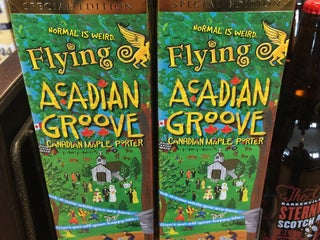 SPECIAL EDITION
NORMAL IS WEIRD.
Flying
ACADIAN
GROOVE
CANADIAN MAPLE PORTER
SPECIAL EDITION
NORMAL IS WEIRD.
Flying
ACADIAN
GROOVE
CANADIAN MAPLE PORTER
BARKERVILLE
SCOTCH